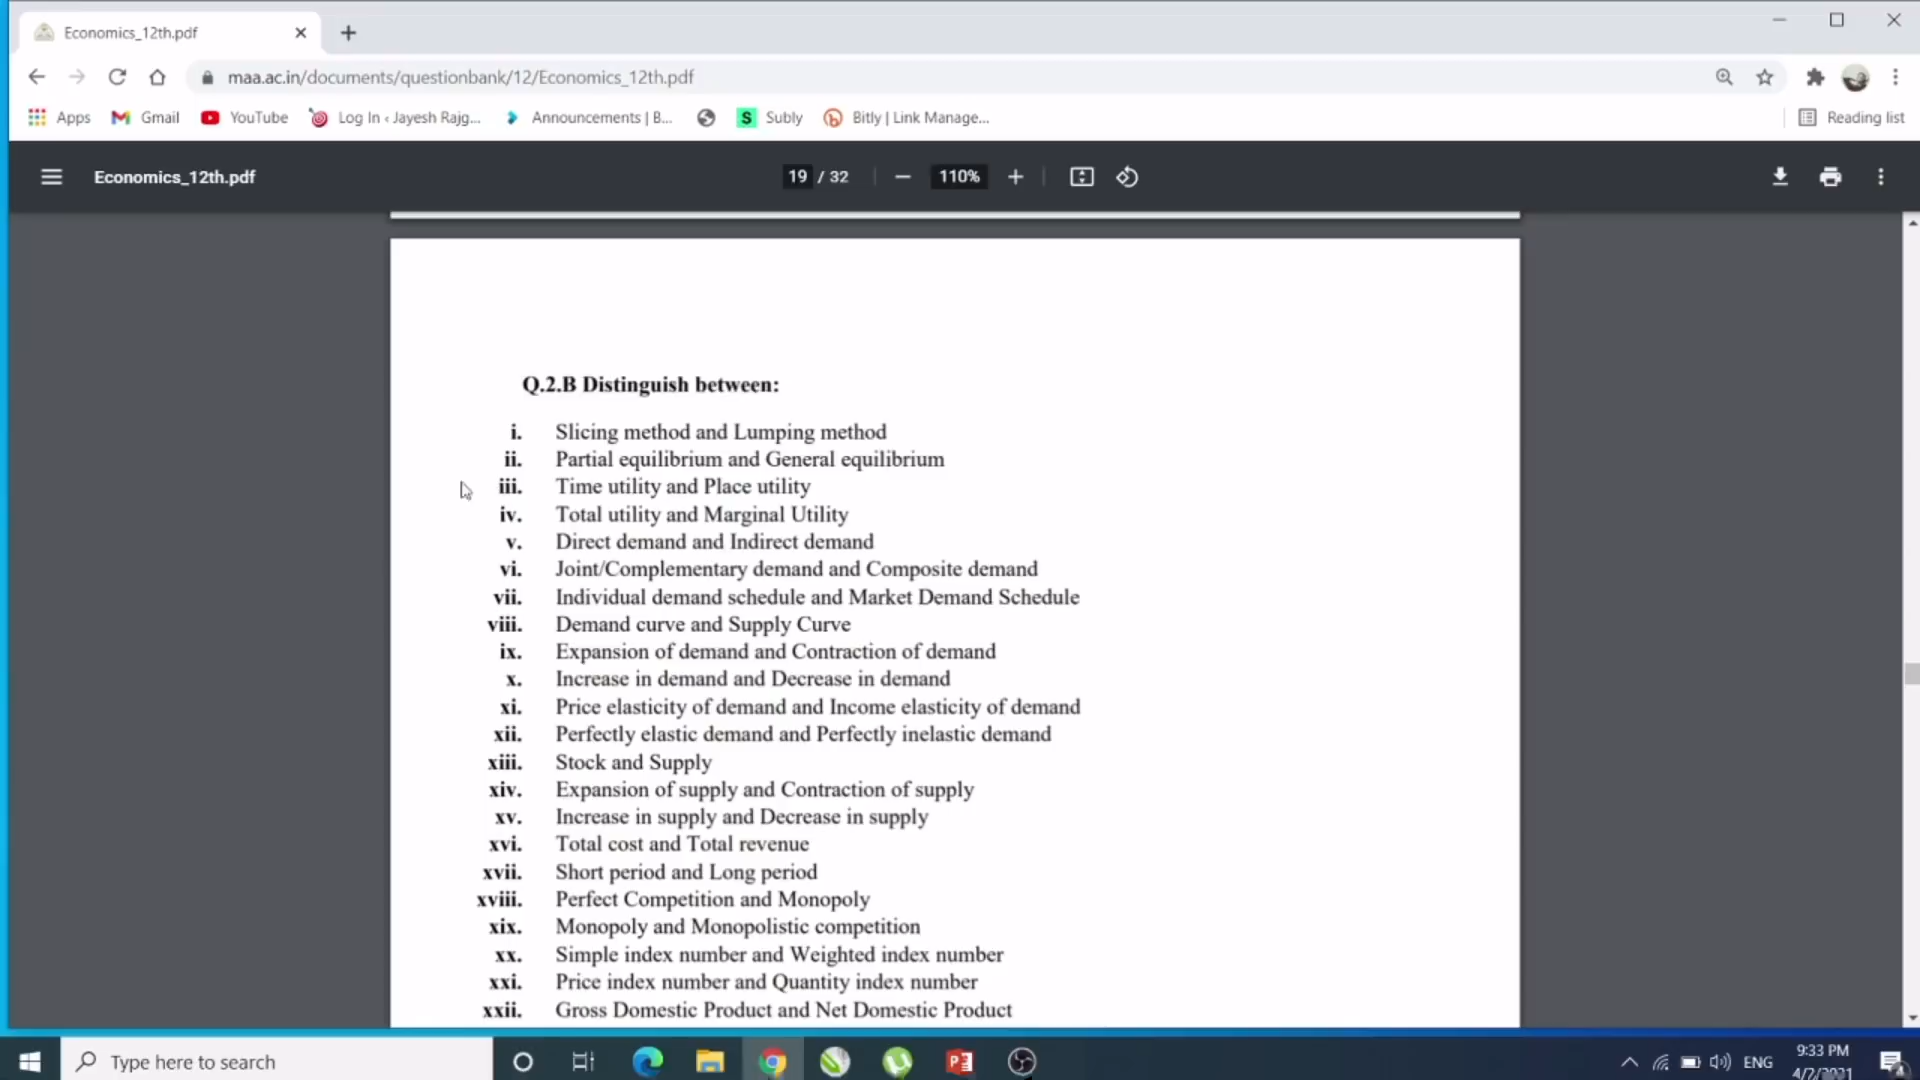 Economics_12th.pdf
maa.ac.in/documents/questionbank/12/Economics_12th.pdf
Apps Gmail YouTube Log In ‹ Jayesh Rajg... Announcements | B... S Subly Bitly | Link Manage... Reading list
Economics_12th.pdf 19 / 32 110%
Q.2.B Distinguish between:
i. Slicing method and Lumping method
ii. Partial equilibrium and General equilibrium
iii. Time utility and Place utility
iv. Total utility and Marginal Utility
v. Direct demand and Indirect demand
vi. Joint/Complementary demand and Composite demand
vii. Individual demand schedule and Market Demand Schedule
viii. Demand curve and Supply Curve
ix. Expansion of demand and Contraction of demand
x. Increase in demand and Decrease in demand
xi. Price elasticity of demand and Income elasticity of demand
xii. Perfectly elastic demand and Perfectly inelastic demand
xiii. Stock and Supply
xiv. Expansion of supply and Contraction of supply
xv. Increase in supply and Decrease in supply
xvi. Total cost and Total revenue
xvii. Short period and Long period
xviii. Perfect Competition and Monopoly
xix. Monopoly and Monopolistic competition
xx. Simple index number and Weighted index number
xxi. Price index number and Quantity index number
xxii. Gross Domestic Product and Net Domestic Product
Type here to search ENG 9:33 PM
4/2/2021